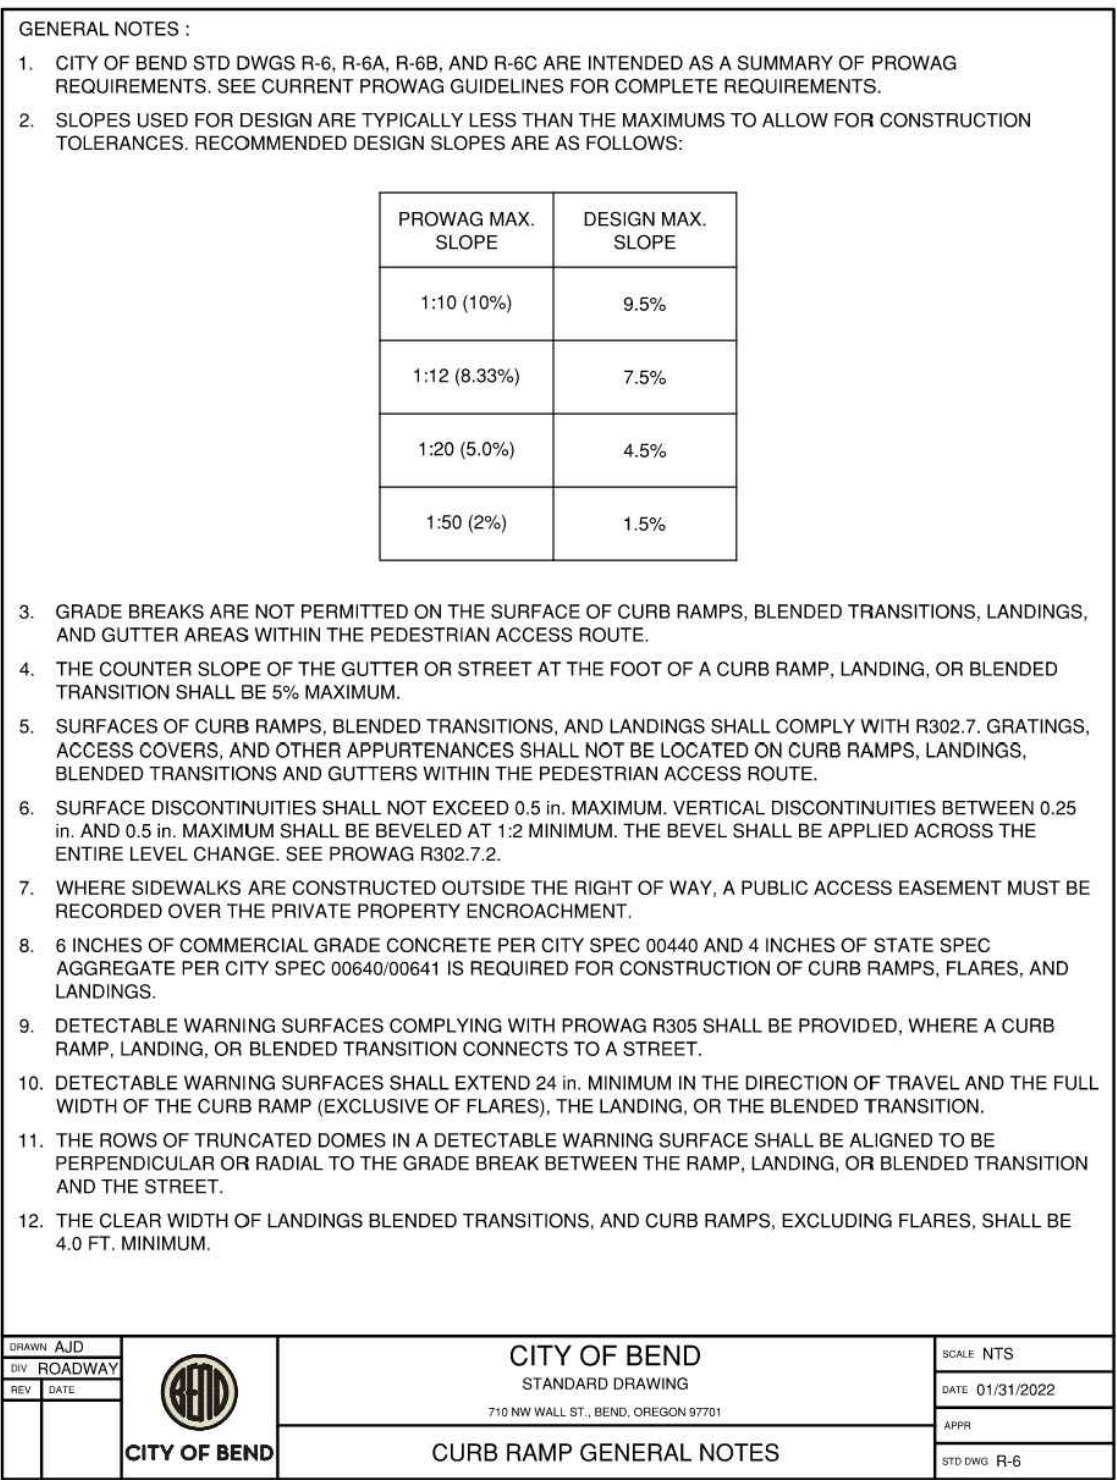 GENERAL NOTES :
1. CITY OF BEND STD DWGS R-6, R-6A, R-6B, AND R-6C ARE INTENDED AS A SUMMARY OF PROWAG
REQUIREMENTS. SEE CURRENT PROWAG GUIDELINES FOR COMPLETE REQUIREMENTS.
2. SLOPES USED FOR DESIGN ARE TYPICALLY LESS THAN THE MAXIMUMS TO ALLOW FOR CONSTRUCTION
TOLERANCES. RECOMMENDED DESIGN SLOPES ARE AS FOLLOWS:
PROWAG MAX. SLOPE
DESIGN MAX. SLOPE
1:10 (10%) 9.5%
1:12 (8.33%) 7.5%
1:20 (5.0%) 4.5%
1:50 (2%) 1.5%
3. GRADE BREAKS ARE NOT PERMITTED ON THE SURFACE OF CURB RAMPS, BLENDED TRANSITIONS, LANDINGS,
AND GUTTER AREAS WITHIN THE PEDESTRIAN ACCESS ROUTE.
4. THE COUNTER SLOPE OF THE GUTTER OR STREET AT THE FOOT OF A CURB RAMP, LANDING, OR BLENDED
TRANSITION SHALL BE 5% MAXIMUM.
5. SURFACES OF CURB RAMPS, BLENDED TRANSITIONS, AND LANDINGS SHALL COMPLY WITH R302.7. GRATINGS,
ACCESS COVERS, AND OTHER APPURTENANCES SHALL NOT BE LOCATED ON CURB RAMPS, LANDINGS,
BLENDED TRANSITIONS AND GUTTERS WITHIN THE PEDESTRIAN ACCESS ROUTE.
6. SURFACE DISCONTINUITIES SHALL NOT EXCEED 0.5 in. MAXIMUM. VERTICAL DISCONTINUITIES BETWEEN 0.25
in. AND 0.5 in. MAXIMUM SHALL BE BEVELED AT 1:2 MINIMUM. THE BEVEL SHALL BE APPLIED ACROSS THE
ENTIRE LEVEL CHANGE. SEE PROWAG R302.7.2.
7. WHERE SIDEWALKS ARE CONSTRUCTED OUTSIDE THE RIGHT OF WAY, A PUBLIC ACCESS EASEMENT MUST BE
RECORDED OVER THE PRIVATE PROPERTY ENCROACHMENT.
8. 6 INCHES OF COMMERCIAL GRADE CONCRETE PER CITY SPEC 00440 AND 4 INCHES OF STATE SPEC
AGGREGATE PER CITY SPEC 00640/00641 IS REQUIRED FOR CONSTRUCTION OF CURB RAMPS, FLARES, AND
LANDINGS.
9. DETECTABLE WARNING SURFACES COMPLYING WITH PROWAG R305 SHALL BE PROVIDED, WHERE A CURB
RAMP, LANDING, OR BLENDED TRANSITION CONNECTS TO A STREET.
10. DETECTABLE WARNING SURFACES SHALL EXTEND 24 in. MINIMUM IN THE DIRECTION OF TRAVEL AND THE FULL
WIDTH OF THE CURB RAMP (EXCLUSIVE OF FLARES), THE LANDING, OR THE BLENDED TRANSITION.
11. THE ROWS OF TRUNCATED DOMES IN A DETECTABLE WARNING SURFACE SHALL BE ALIGNED TO BE
PERPENDICULAR OR RADIAL TO THE GRADE BREAK BETWEEN THE RAMP, LANDING, OR BLENDED TRANSITION
AND THE STREET.
12. THE CLEAR WIDTH OF LANDINGS BLENDED TRANSITIONS, AND CURB RAMPS, EXCLUDING FLARES, SHALL BE
4.0 FT. MINIMUM.
DRAWN AJD
DIV ROADWAY
REV DATE
BEND
CITY OF BEND
CITY OF BEND
STANDARD DRAWING
710 NW WALL ST., BEND, OREGON 97701
CURB RAMP GENERAL NOTES
SCALE NTS
DATE 01/31/2022
APPR
STD DWG R-6